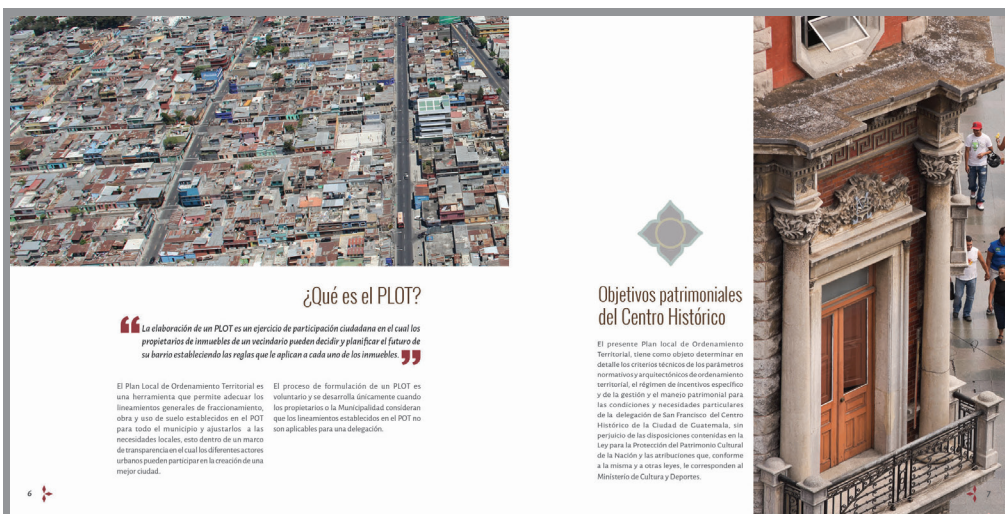 ¿Qué es el PLOT?
“ La elaboración de un PLOT es un ejercicio de participación ciudadana en el cual los
propietarios de inmuebles de un vecindario pueden decidir y planificar el futuro de
su barrio estableciendo las reglas que le aplican a cada uno de los inmuebles. ”
El Plan Local de Ordenamiento Territorial es
una herramienta que permite adecuar los
lineamientos generales de fraccionamiento,
obra y uso de suelo establecidos en el POT
para todo el municipio y ajustarlos a las
necesidades locales, esto dentro de un marco
de transparencia en el cual los diferentes actores
urbanos pueden participar en la creación de una
mejor ciudad.
El proceso de formulación de un PLOT es
voluntario y se desarrolla únicamente cuando
los propietarios o la Municipalidad consideran
que los lineamientos establecidos en el POT no
son aplicables para una delegación.
6
Objetivos patrimoniales
del Centro Histórico
El presente Plan local de Ordenamiento
Territorial, tiene como objeto determinar en
detalle los criterios técnicos de los parámetros
normativos y arquitectónicos de ordenamiento
territorial, el régimen de incentivos específico
y de la gestión y el manejo patrimonial para
las condiciones y necesidades particulares
de la delegación de San Francisco del Centro
Histórico de la Ciudad de Guatemala, sin
perjuicio de las disposiciones contenidas en la
Ley para la Protección del Patrimonio Cultural
de la Nación y las atribuciones que, conforme
a la misma y a otras leyes, le corresponden al
Ministerio de Cultura y Deportes.
7